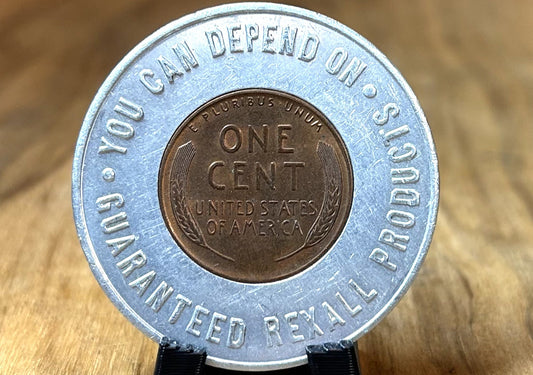 YOU CAN DEPEND ON •
GUARANTEED REXALL PRODUCTS •
E PLURIBUS UNUM
ONE
CENT
UNITED STATES
OF AMERICA